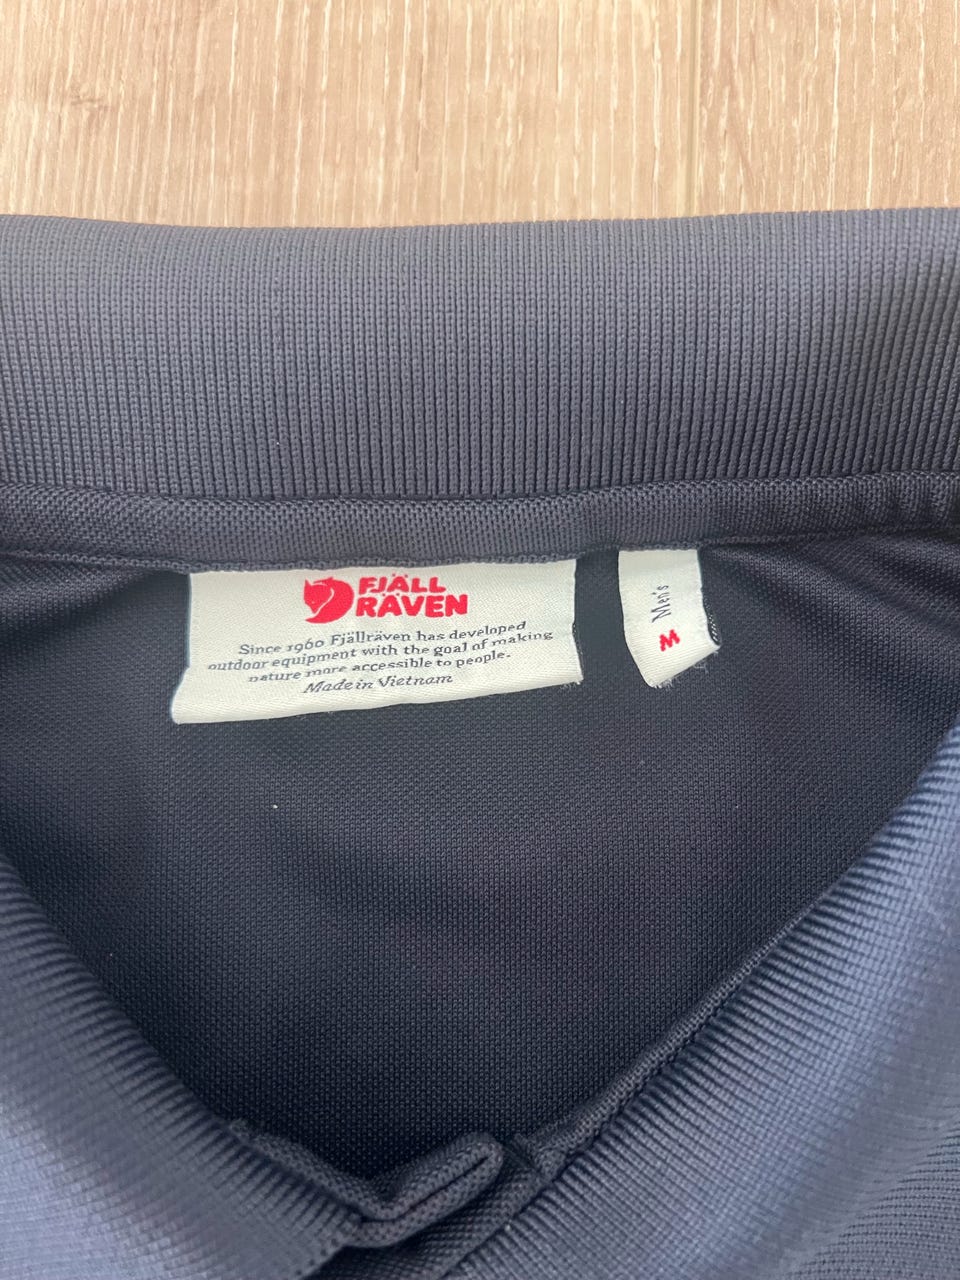 FJÄLL
RÄVEN
Since 1960 Fjällräven has developed
outdoor equipment with the goal of making
nature more accessible to people.
Made in Vietnam
Men's
M